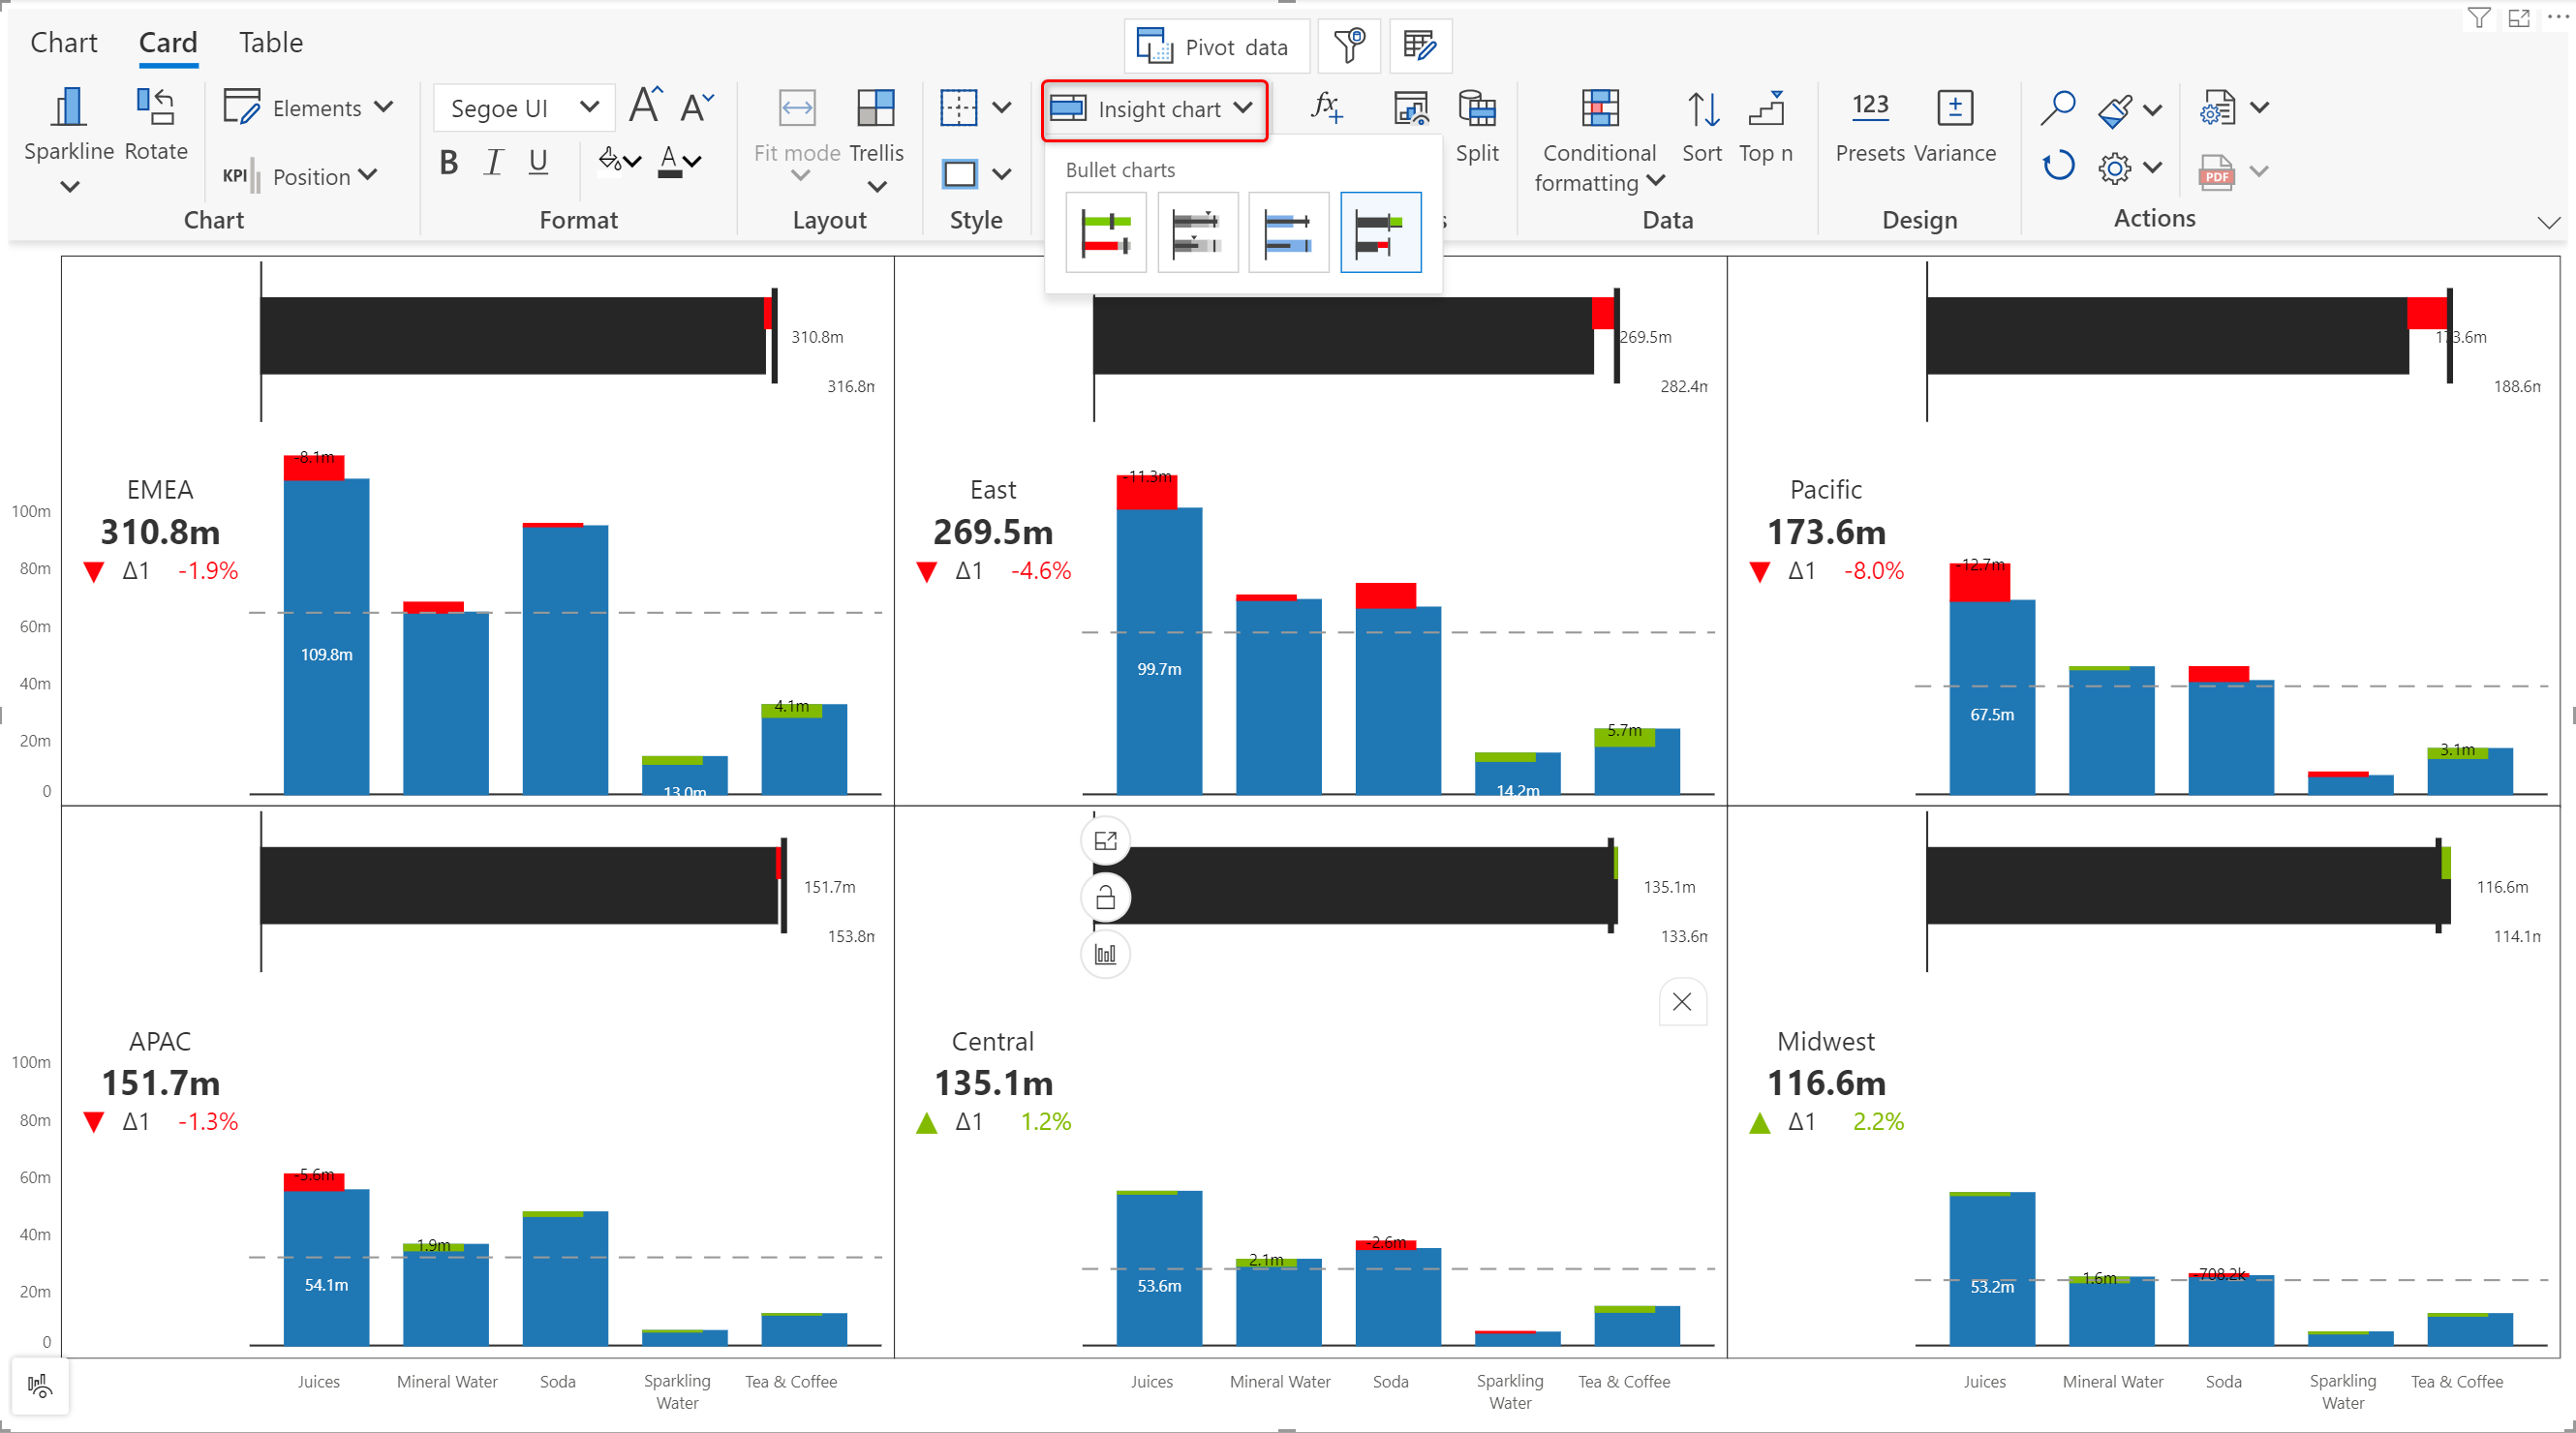 Chart Card Table
Pivot data
Sparkline Rotate
Elements
KPI Position
Chart
Segoe UI A A
B I U A
Format
Fit mode Trellis
Layout
Style
Insight chart
Bullet charts
fx
Split
s
Conditional
formatting
Sort Top n
Data
123
Presets Variance
Design
PDF
Actions
310.8m
316.8m
269.5m
282.4m
173.6m
188.6m
-8.1m
-11.3m
-12.7m
EMEA
310.8m
Δ1 -1.9%
East
269.5m
Δ1 -4.6%
Pacific
173.6m
Δ1 -8.0%
100m
80m
60m
40m
20m
0
109.8m
13.0m
4.1m
99.7m
14.2m
5.7m
67.5m
3.1m
151.7m
153.8m
135.1m
133.6m
116.6m
114.1m
APAC
151.7m
Δ1 -1.3%
Central
135.1m
Δ1 1.2%
Midwest
116.6m
Δ1 2.2%
100m
80m
60m
40m
20m
0
-5.6m
1.9m
54.1m
2.1m
-2.6m
53.6m
1.6m
-708.2k
53.2m
Juices Mineral Water Soda Sparkling Water Tea & Coffee
Juices Mineral Water Soda Sparkling Water Tea & Coffee
Juices Mineral Water Soda Sparkling Water Tea & Coffee